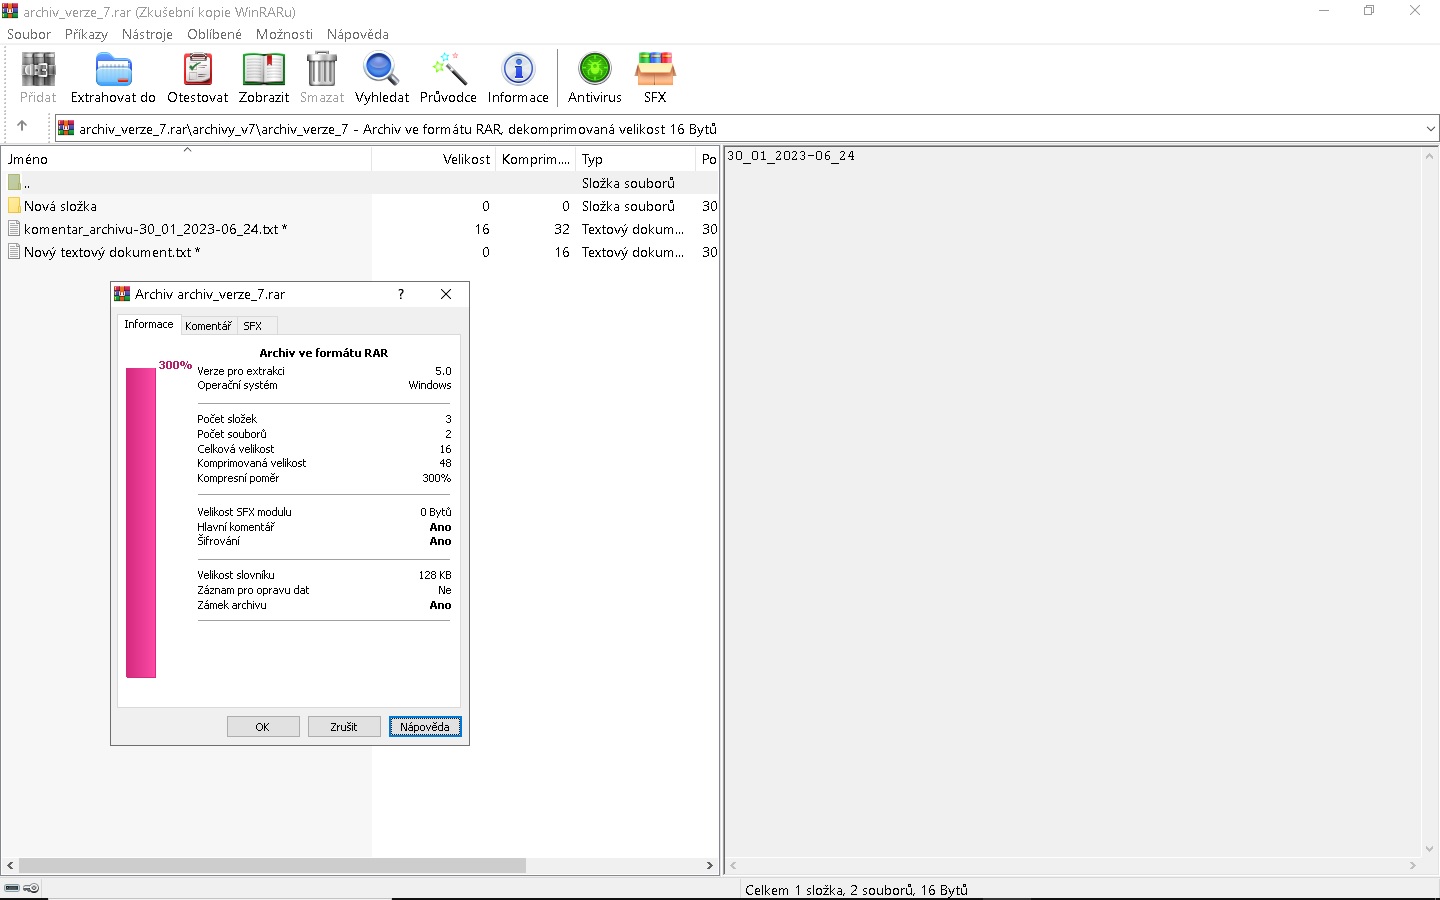 archiv_verze_7.rar (Zkušební kopie WinRARu)
Soubor Příkazy Nástroje Oblíbené Možnosti Nápověda
Přidat Extrahovat do Otestovat Zobrazit Smazat Vyhledat Průvodce Informace Antivirus SFX
archiv_verze_7.rar\archivy_v7\archiv_verze_7 - Archiv ve formátu RAR, dekomprimovaná velikost 16 Bytů
Jméno Velikost Komprim.... Typ Po
.. Složka souborů
Nová složka 0 0 Složka souborů 30
komentar_archivu-30_01_2023-06_24.txt * 16 32 Textový dokum... 30
Nový textový dokument.txt * 0 16 Textový dokum... 30
30_01_2023-06_24
Archiv archiv_verze_7.rar ?
Informace Komentář SFX
Archiv ve formátu RAR
300%
Verze pro extrakci 5.0
Operační systém Windows
Počet složek 3
Počet souborů 2
Celková velikost 16
Komprimovaná velikost 48
Kompresní poměr 300%
Velikost SFX modulu 0 Bytů
Hlavní komentář Ano
Šifrování Ano
Velikost slovníku 128 KB
Záznam pro opravu dat Ne
Zámek archivu Ano
OK Zrušit Nápověda
Celkem 1 složka, 2 souborů, 16 Bytů